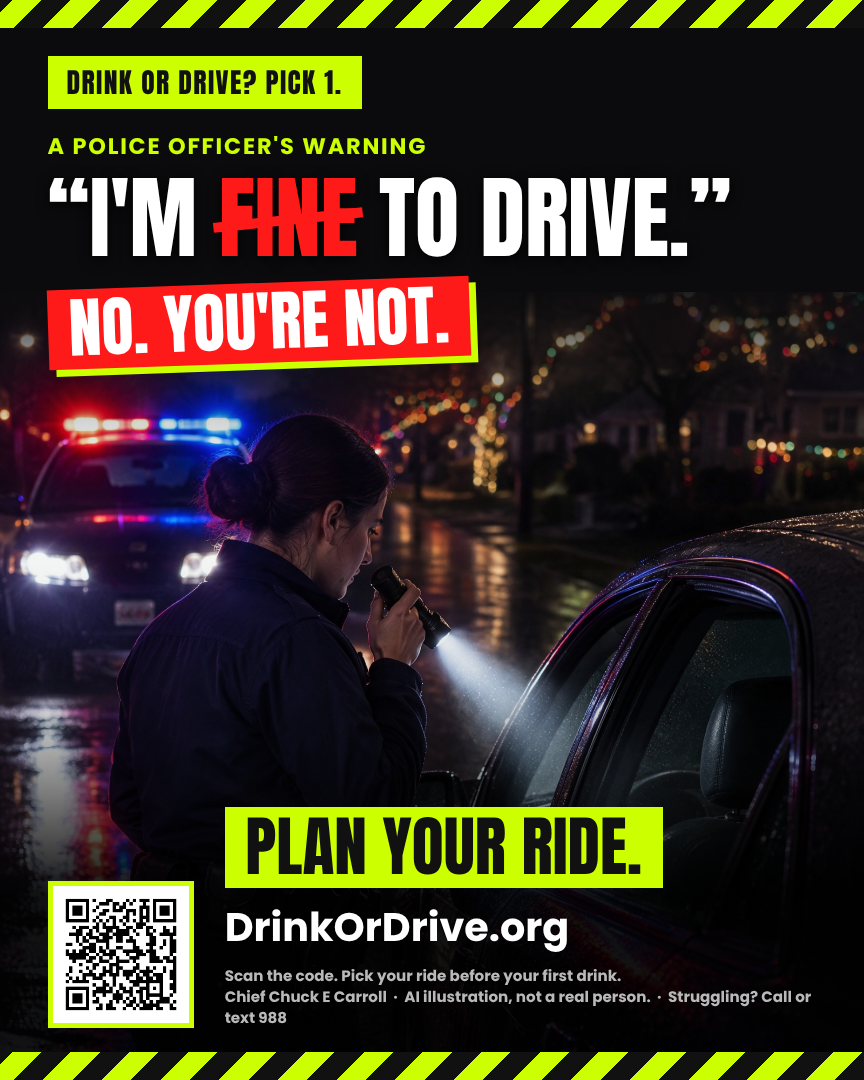 DRINK OR DRIVE? PICK 1.
A POLICE OFFICER'S WARNING
“I'M FINE TO DRIVE.”
NO. YOU'RE NOT.
PLAN YOUR RIDE.
DrinkOrDrive.org
Scan the code. Pick your ride before your first drink.
Chief Chuck E Carroll · AI illustration, not a real person. · Struggling? Call or
text 988